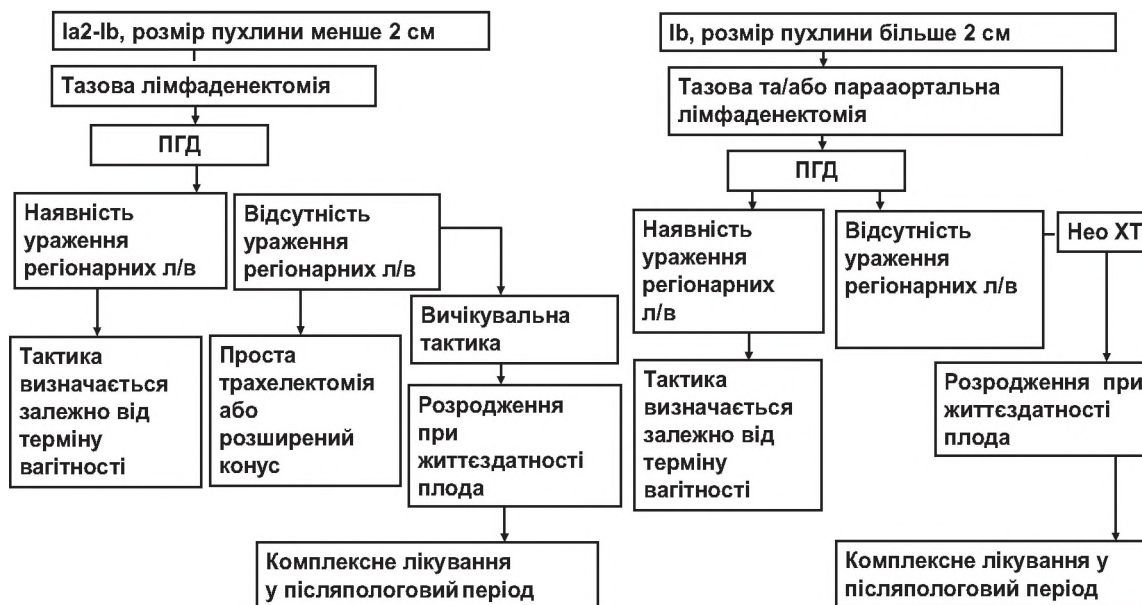 Ia2-Ib, розмір пухлини менше 2 см
Тазова лімфаденектомія
ПГД
Наявність
ураження
регіонарних л/в
Відсутність
ураження
регіонарних л/в
Вичікувальна
тактика
Тактика
визначається
залежно від
терміну
вагітності
Проста
трахелектомія
або
розширений
конус
Розродження
при
життєздатності
плода
Комплексне лікування
у післяпологовий період
Ib, розмір пухлини більше 2 см
Тазова та/або парааортальна
лімфаденектомія
ПГД
Наявність
ураження
регіонарних
л/в
Відсутність
ураження
регіонарних л/в
Нео ХТ
Тактика
визначається
залежно від
терміну
вагітності
Розродження при
життєздатності
плода
Комплексне лікування у
післяпологовий період